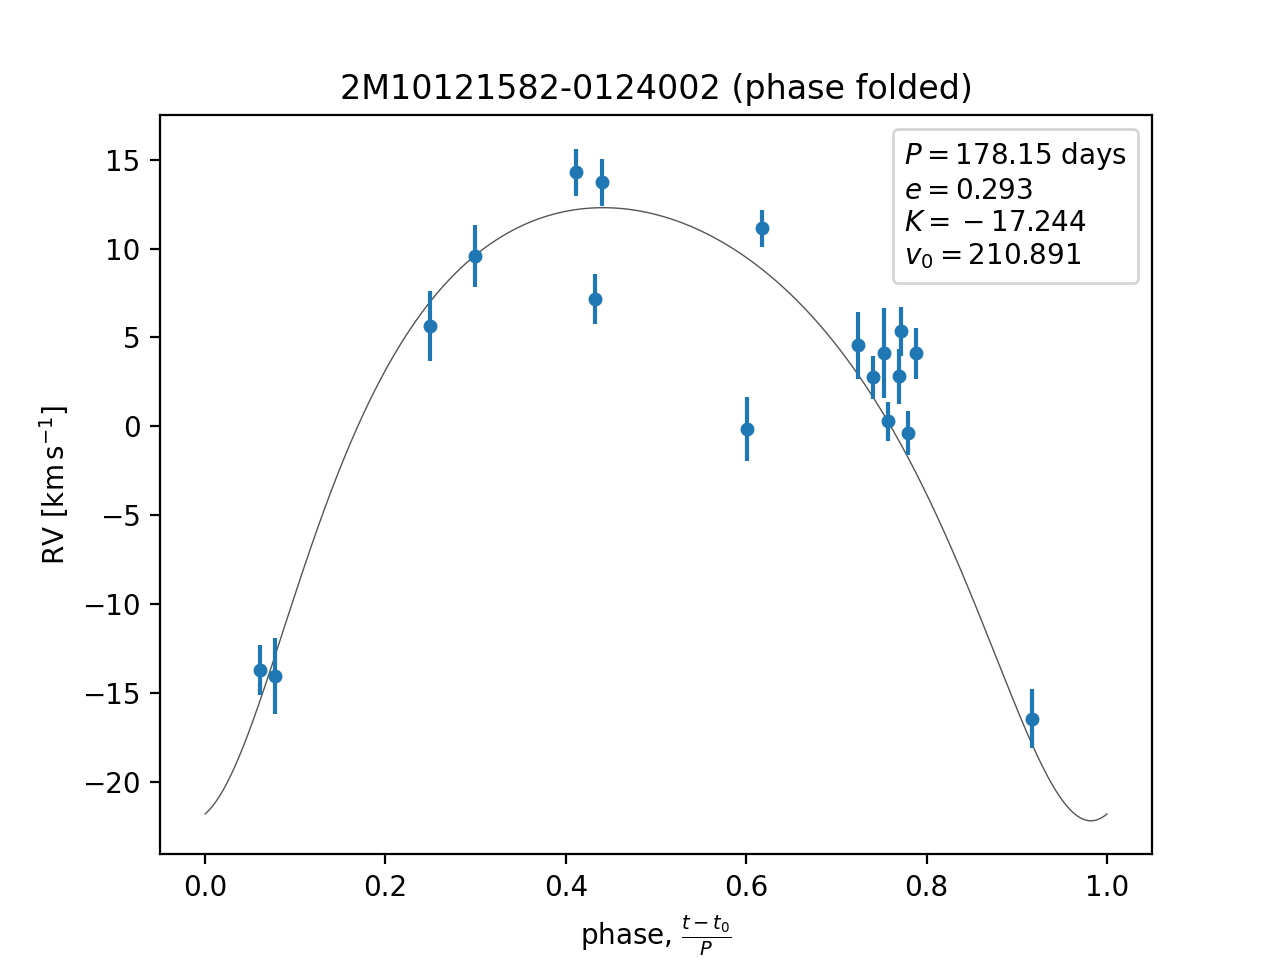 2M10121582-0124002 (phase folded)
P = 178.15 days
e = 0.293
K = −17.244
v₀ = 210.891
15
10
5
0
−5
−10
−15
−20
RV [km s⁻¹]
0.0 0.2 0.4 0.6 0.8 1.0
phase, (t − t₀)/P